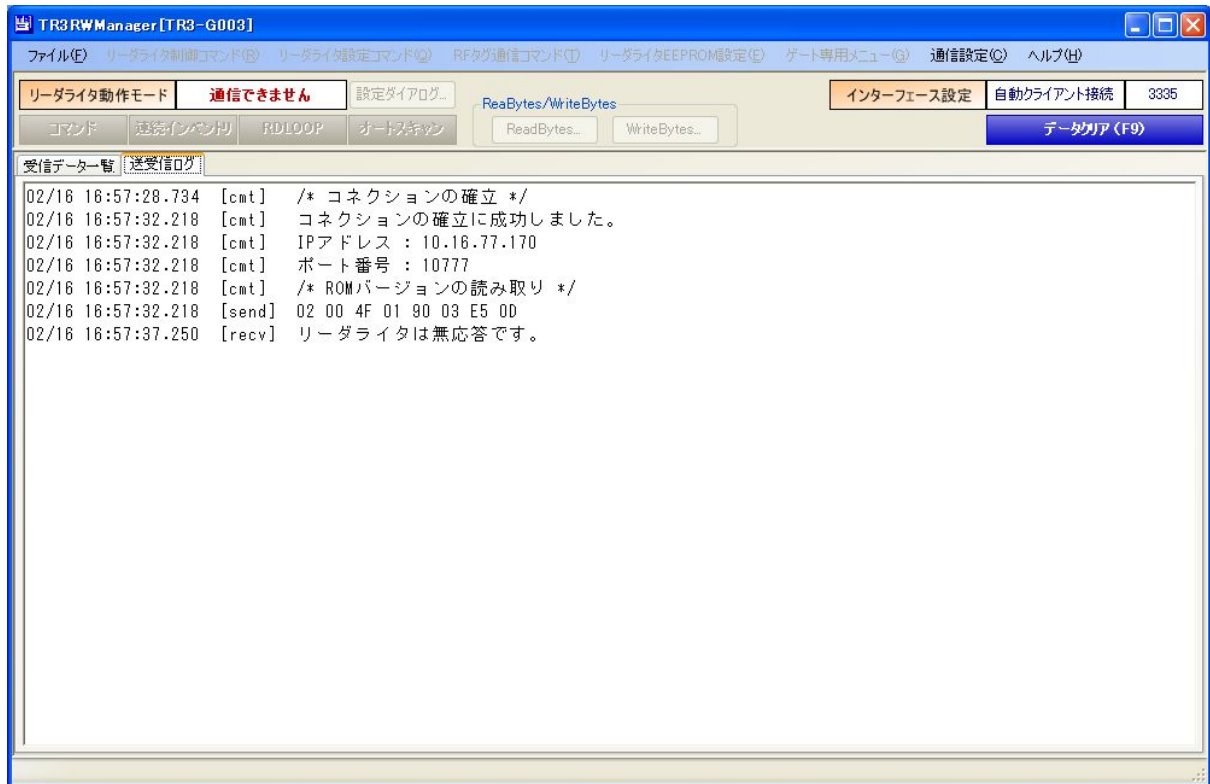 TR3RWManager[TR3-G003]
ファイル(F) リーダライタ制御コマンド(R) リーダライタ設定コマンド(Q) RFタグ通信コマンド(T) リーダライタEEPROM設定(E) ゲート専用メニュー(G) 通信設定(C) ヘルプ(H)
リーダライタ動作モード 通信できません 設定ダイアログ... ReaBytes/WriteBytes インターフェース設定 自動クライアント接続 3335
コマンド 連続インベントリ RDLOOP オートスキャン ReadBytes... WriteBytes... データクリア(F9)
受信データ一覧 送受信ログ
02/16 16:57:28.734 [cmt] /* コネクションの確立 */
02/16 16:57:32.218 [cmt] コネクションの確立に成功しました。
02/16 16:57:32.218 [cmt] IPアドレス : 10.16.77.170
02/16 16:57:32.218 [cmt] ポート番号 : 10777
02/16 16:57:32.218 [cmt] /* ROMバージョンの読み取り */
02/16 16:57:32.218 [send] 02 00 4F 01 90 03 E5 0D
02/16 16:57:37.250 [recv] リーダライタは無応答です。